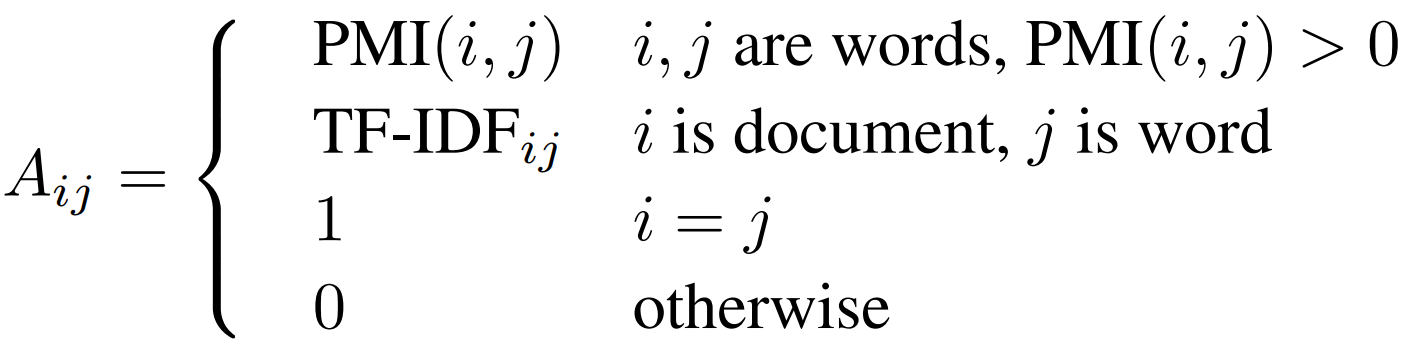 PMI(i, j) i, j are words, PMI(i, j) > 0
TF-IDF_{ij} i is document, j is word
A_{ij} = {
1 i = j
0 otherwise